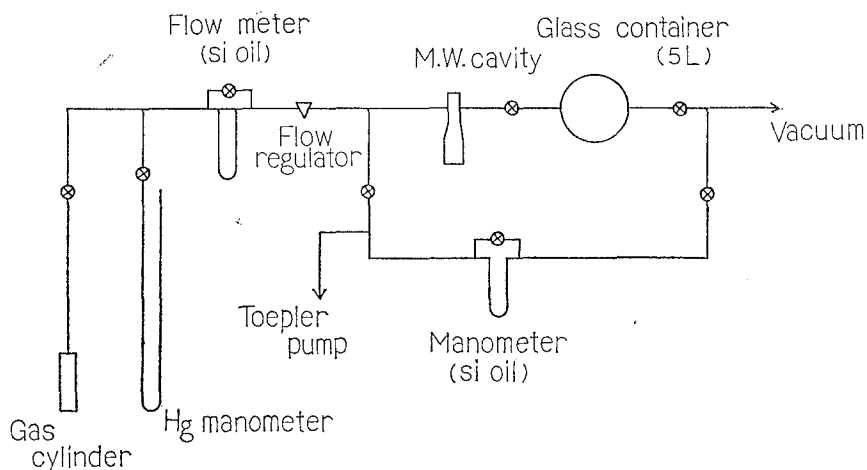 Flow meter
(si oil)
Glass container
(5L)
M.W. cavity
Flow
regulator
Vacuum
Toepler
pump
Manometer
(si oil)
Hg manometer
Gas
cylinder